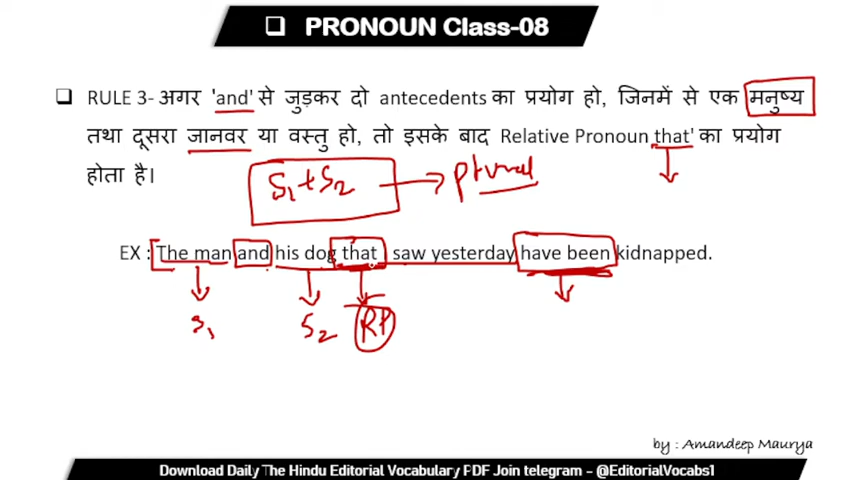 ❑ PRONOUN Class-08
❑ RULE 3- अगर 'and' से जुड़कर दो antecedents का प्रयोग हो, जिनमें से एक मनुष्य
तथा दूसरा जानवर या वस्तु हो, तो इसके बाद Relative Pronoun that' का प्रयोग
होता है।
S1 + S2 → plural
EX : The man and his dog that saw yesterday have been kidnapped.
S1 S2 RP
by : Amandeep Maurya
Download Daily The Hindu Editorial Vocabulary PDF Join telegram - @EditorialVocabs1